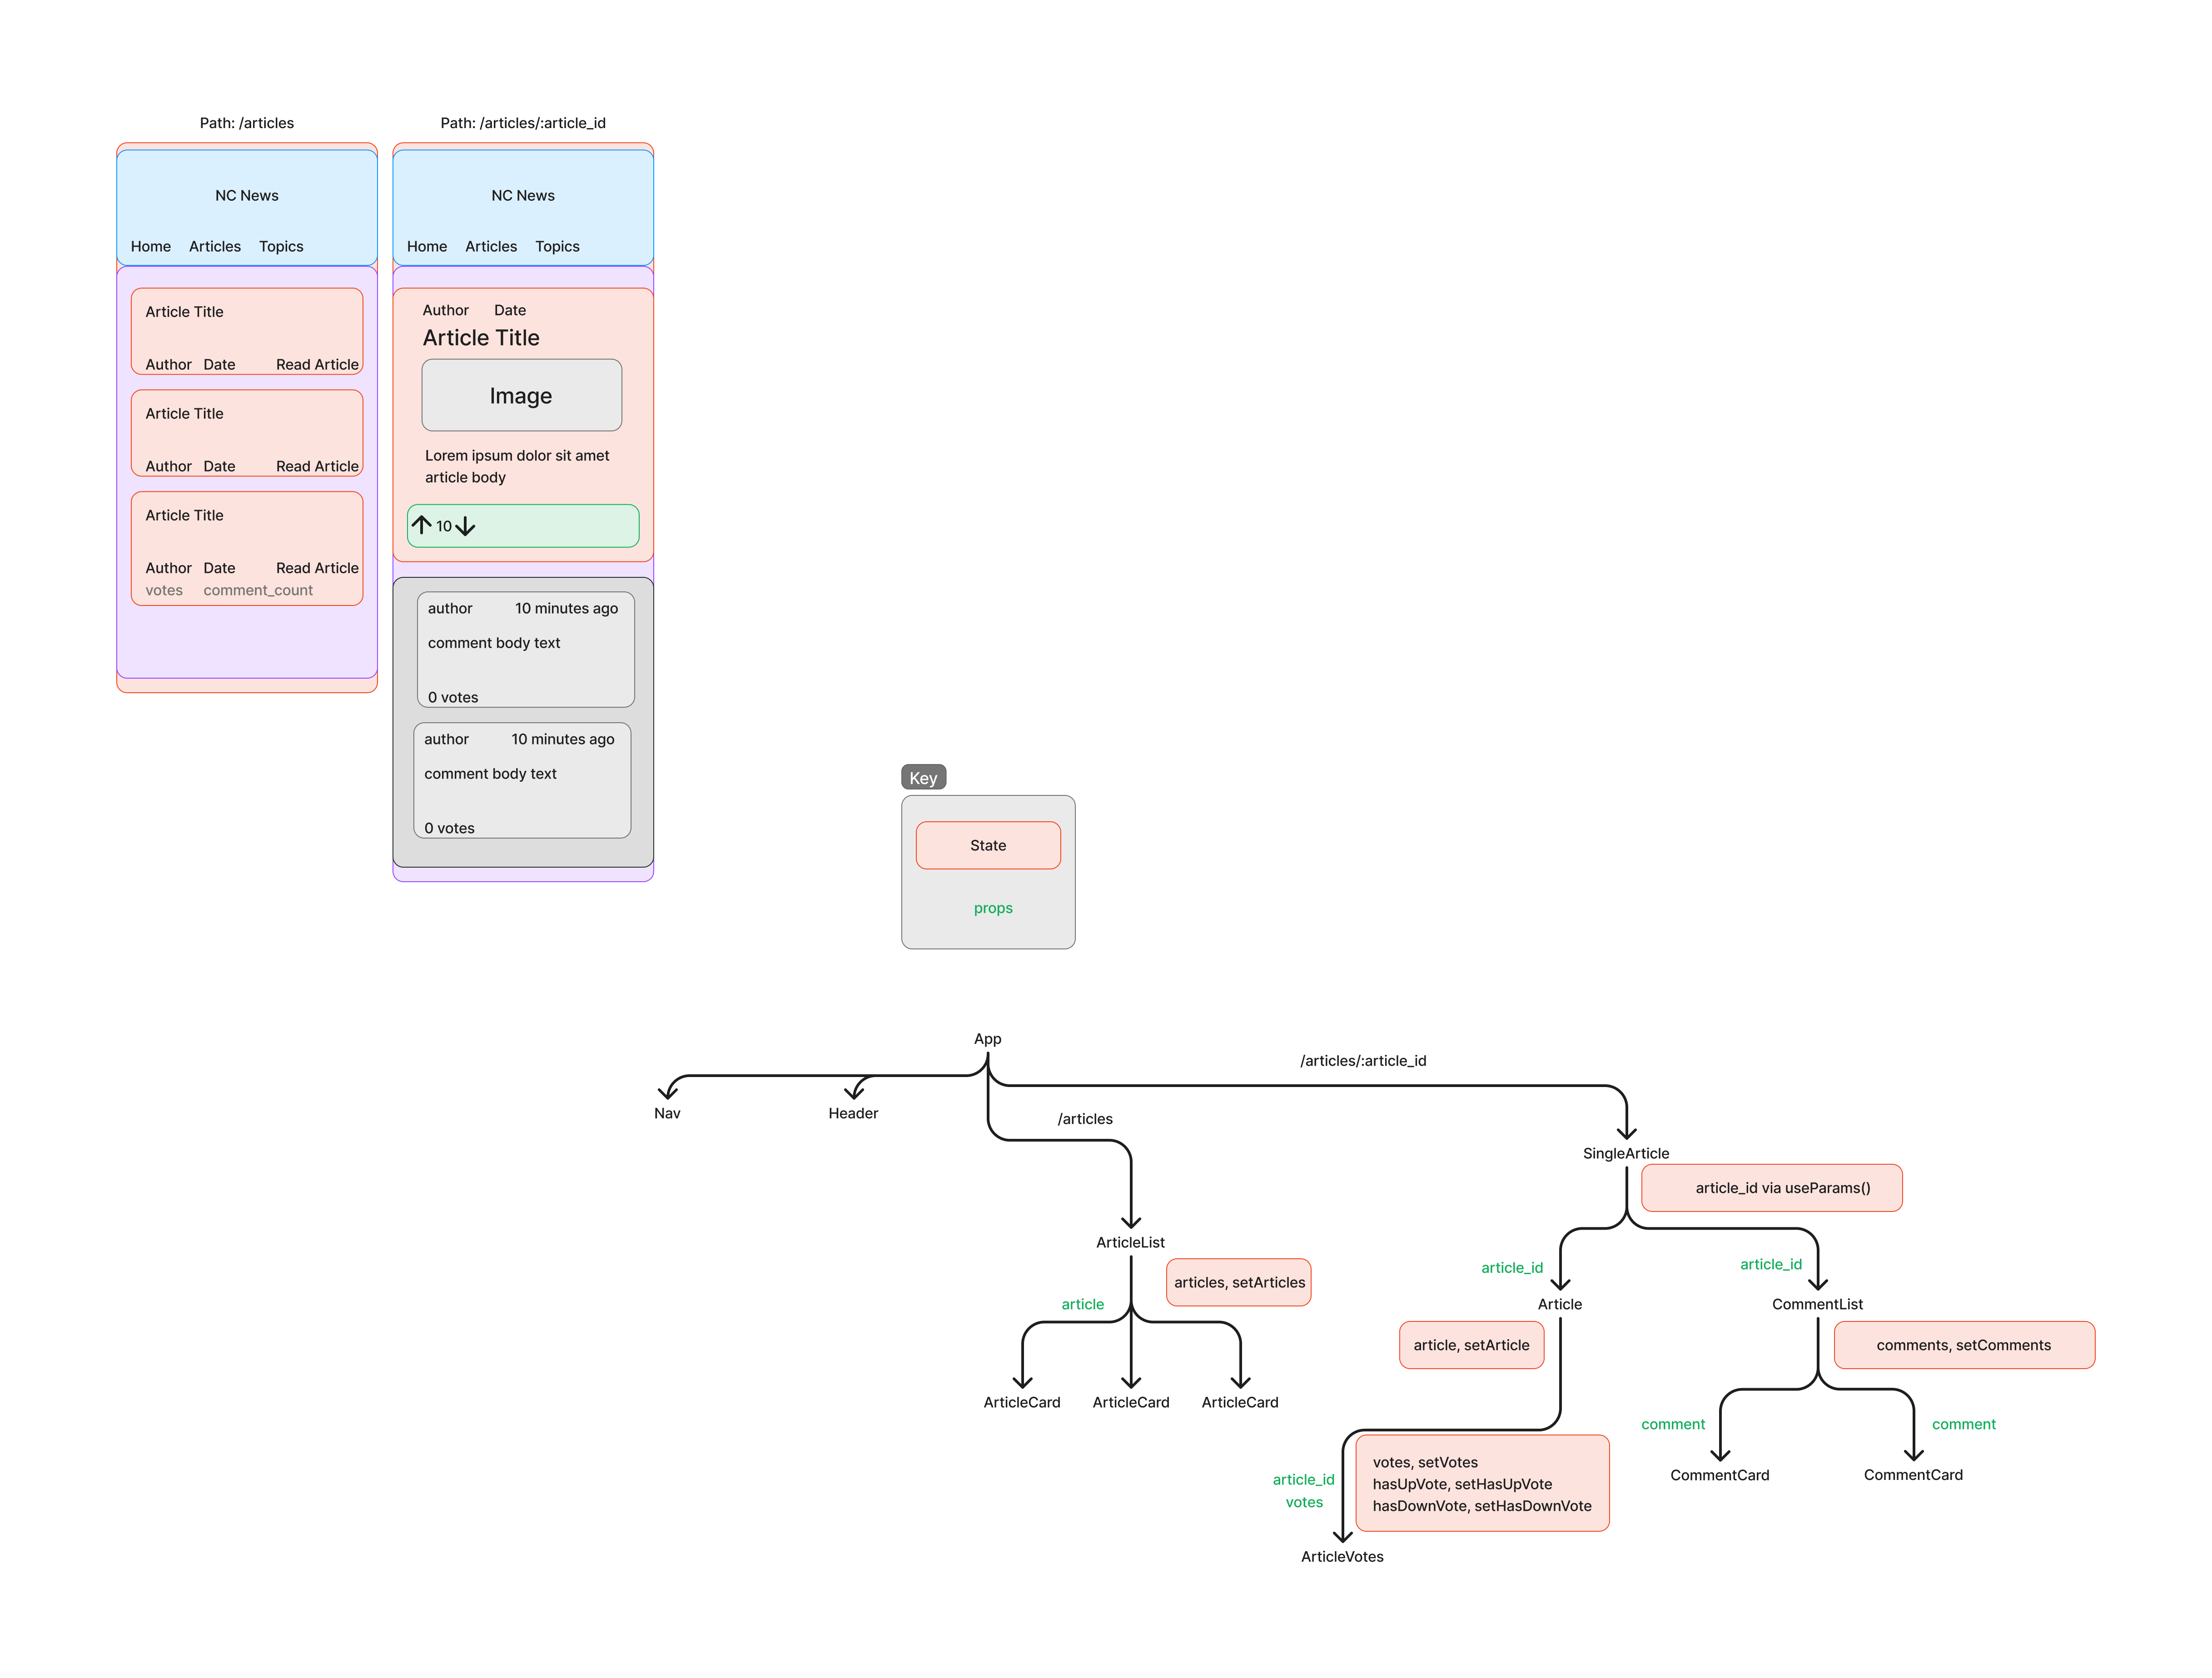 Path: /articles
NC News
Home Articles Topics
Article Title
Author Date Read Article
Article Title
Author Date Read Article
Article Title
Author Date Read Article
votes comment_count
Path: /articles/:article_id
NC News
Home Articles Topics
Author Date
Article Title
Image
Lorem ipsum dolor sit amet
article body
10
author 10 minutes ago
comment body text
0 votes
author 10 minutes ago
comment body text
0 votes
Key
State
props
App
/articles/:article_id
Nav
Header
/articles
SingleArticle
article_id via useParams()
ArticleList
articles, setArticles
article
ArticleCard
ArticleCard
ArticleCard
article_id
article_id
Article
CommentList
article, setArticle
comments, setComments
comment
comment
CommentCard
CommentCard
article_id
votes
votes, setVotes
hasUpVote, setHasUpVote
hasDownVote, setHasDownVote
ArticleVotes